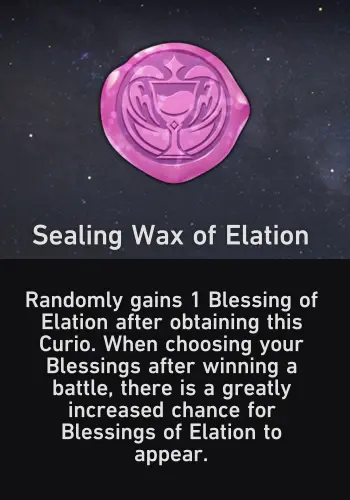 Sealing Wax of Elation
Randomly gains 1 Blessing of
Elation after obtaining this
Curio. When choosing your
Blessings after winning a
battle, there is a greatly
increased chance for
Blessings of Elation to
appear.